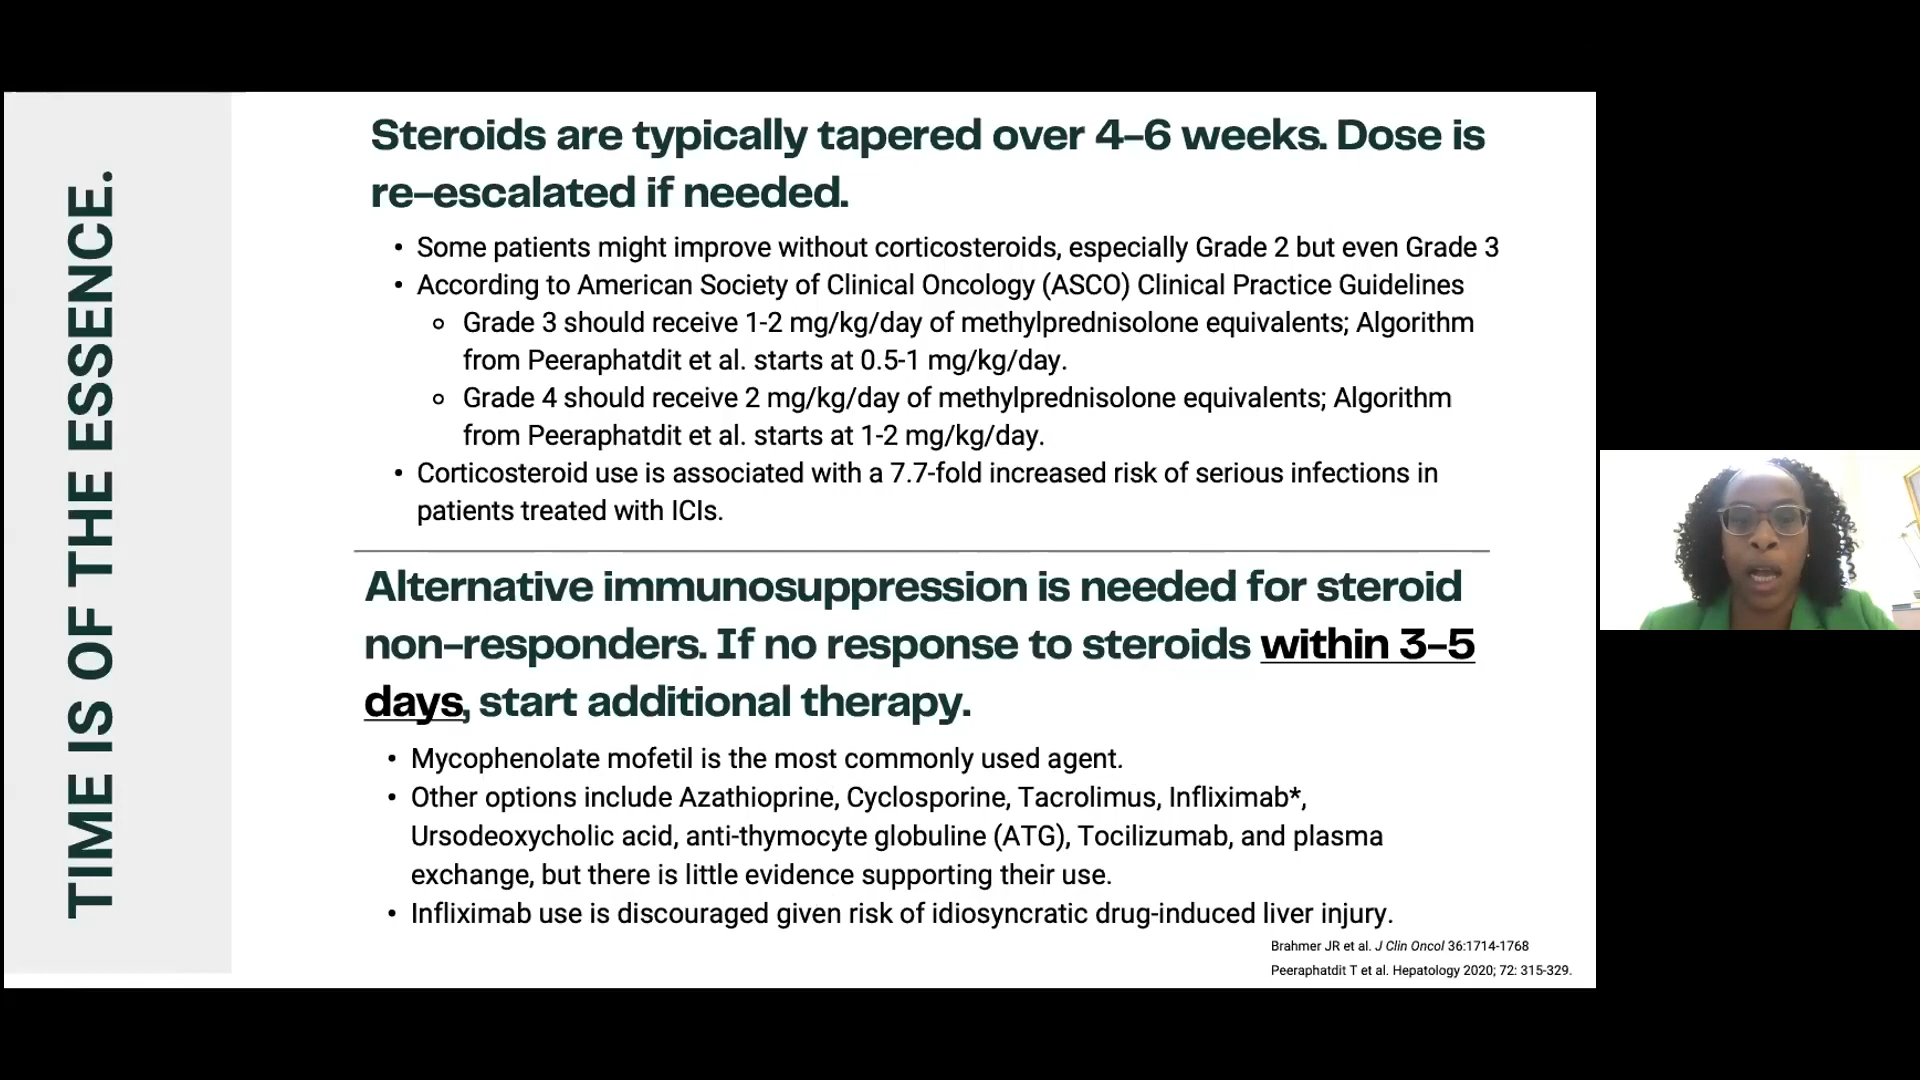 TIME IS OF THE ESSENCE.
Steroids are typically tapered over 4–6 weeks. Dose is
re–escalated if needed.
• Some patients might improve without corticosteroids, especially Grade 2 but even Grade 3
• According to American Society of Clinical Oncology (ASCO) Clinical Practice Guidelines
○ Grade 3 should receive 1-2 mg/kg/day of methylprednisolone equivalents; Algorithm
from Peeraphatdit et al. starts at 0.5-1 mg/kg/day.
○ Grade 4 should receive 2 mg/kg/day of methylprednisolone equivalents; Algorithm
from Peeraphatdit et al. starts at 1-2 mg/kg/day.
• Corticosteroid use is associated with a 7.7-fold increased risk of serious infections in
patients treated with ICIs.
Alternative immunosuppression is needed for steroid
non–responders. If no response to steroids within 3–5
days, start additional therapy.
• Mycophenolate mofetil is the most commonly used agent.
• Other options include Azathioprine, Cyclosporine, Tacrolimus, Infliximab*,
Ursodeoxycholic acid, anti-thymocyte globuline (ATG), Tocilizumab, and plasma
exchange, but there is little evidence supporting their use.
• Infliximab use is discouraged given risk of idiosyncratic drug-induced liver injury.
Brahmer JR et al. J Clin Oncol 36:1714-1768
Peeraphatdit T et al. Hepatology 2020; 72: 315-329.